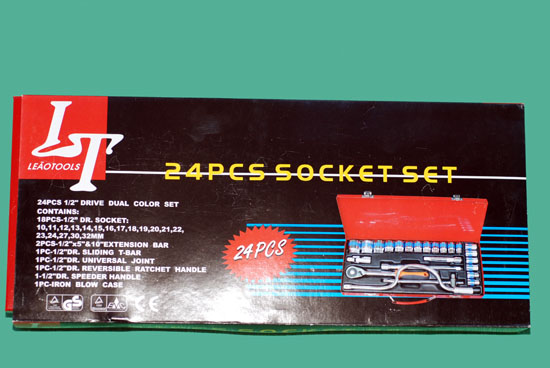 LT
LEÃOTOOLS
24PCS SOCKET SET
24PCS 1/2" DRIVE DUAL COLOR SET
CONTAINS:
18PCS-1/2" DR. SOCKET:
10,11,12,13,14,15,16,17,18,19,20,21,22,
23,24,27,30,32MM
2PCS-1/2"x5"&10"EXTENSION BAR
1PC-1/2"DR. SLIDING T-BAR
1PC-1/2"DR. UNIVERSAL JOINT
1PC-1/2"DR. REVERSIBLE RATCHET HANDLE
1-1/2"DR. SPEEDER HANDLE
1PC-IRON BLOW CASE
24PCS
GS
CE